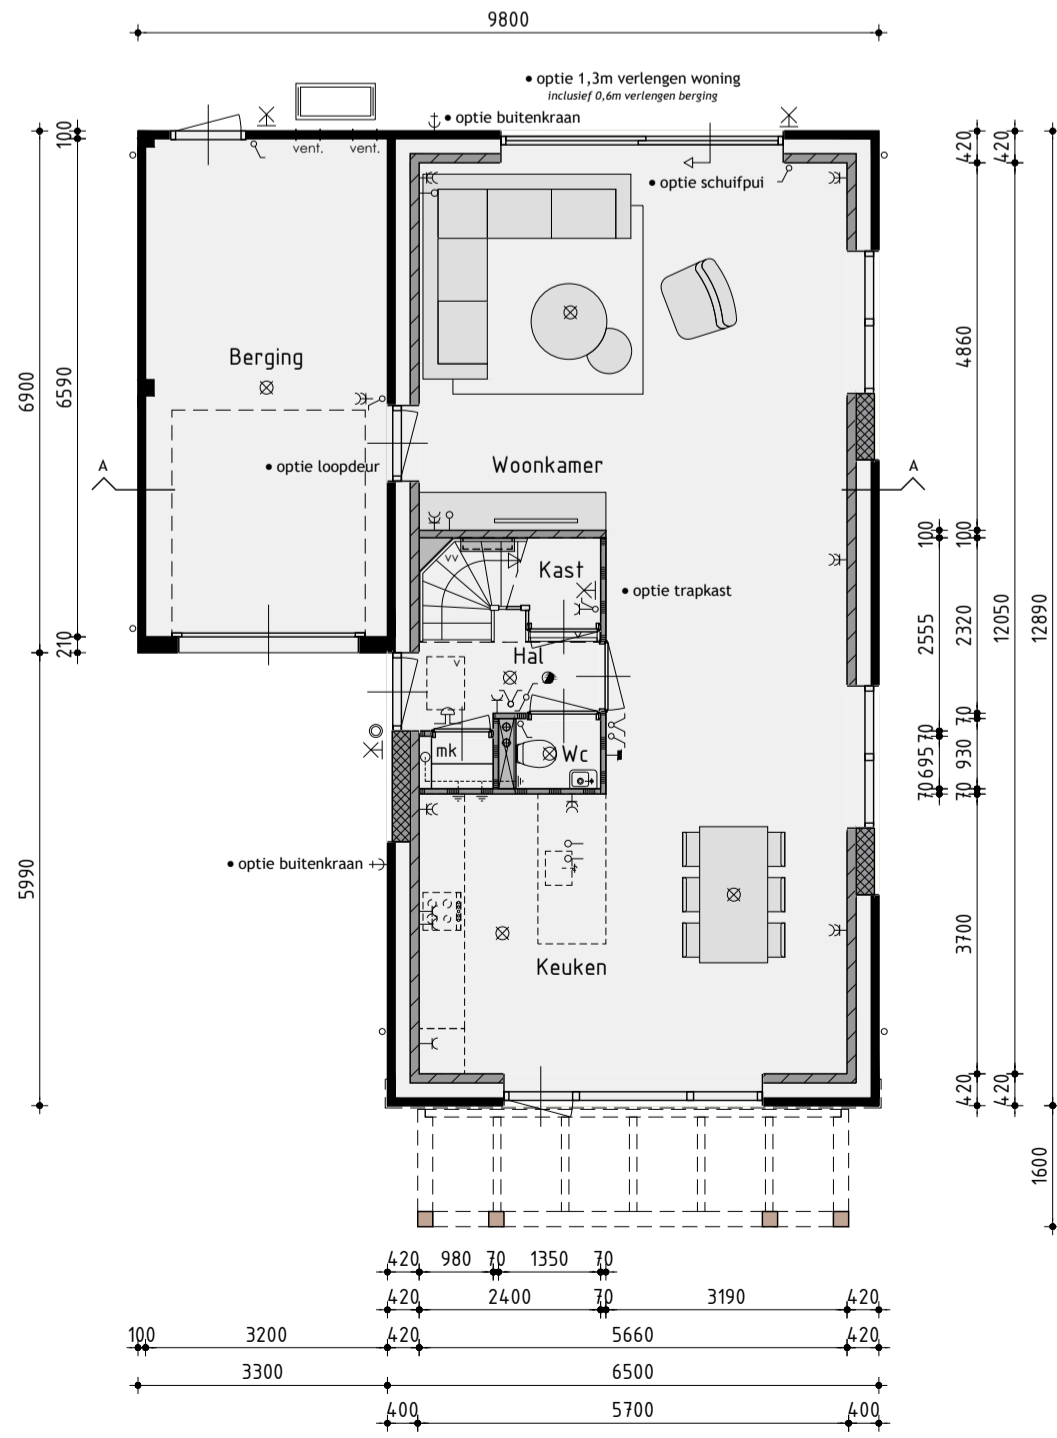 9800
• optie 1,3m verlengen woning
inclusief 0,6m verlengen berging
• optie buitenkraan
vent.
vent.
• optie schuifpui
100
420
420
Berging
6900
6590
4860
• optie loopdeur
Woonkamer
A
A
100
100
vv
Kast
• optie trapkast
2555
2320
12050
12890
v
v
Hal
210
mk
Wc
70
695
70
70
930
70
• optie buitenkraan
5990
3700
Keuken
420
420
1600
420
980
70
1350
70
420
2400
70
3190
420
100
3200
420
5660
420
3300
6500
400
5700
400